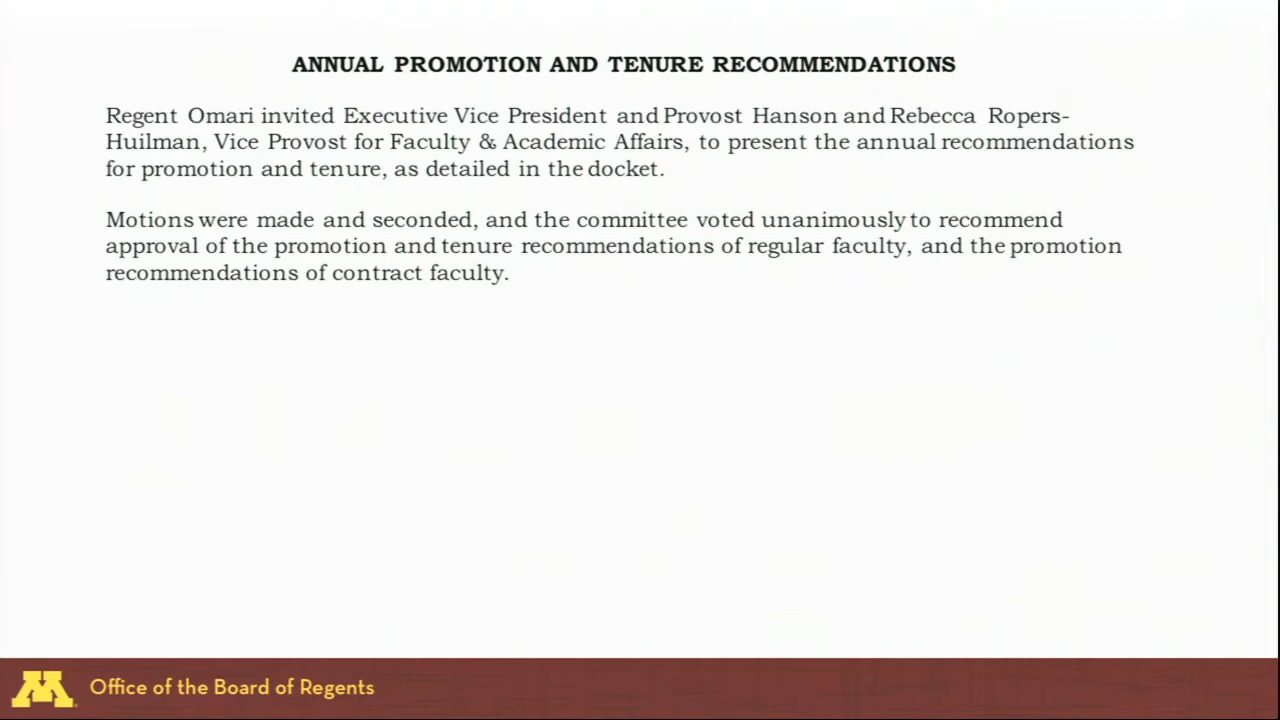 ANNUAL PROMOTION AND TENURE RECOMMENDATIONS
Regent Omari invited Executive Vice President and Provost Hanson and Rebecca Ropers-
Huilman, Vice Provost for Faculty & Academic Affairs, to present the annual recommendations
for promotion and tenure, as detailed in the docket.
Motions were made and seconded, and the committee voted unanimously to recommend
approval of the promotion and tenure recommendations of regular faculty, and the promotion
recommendations of contract faculty.
M Office of the Board of Regents